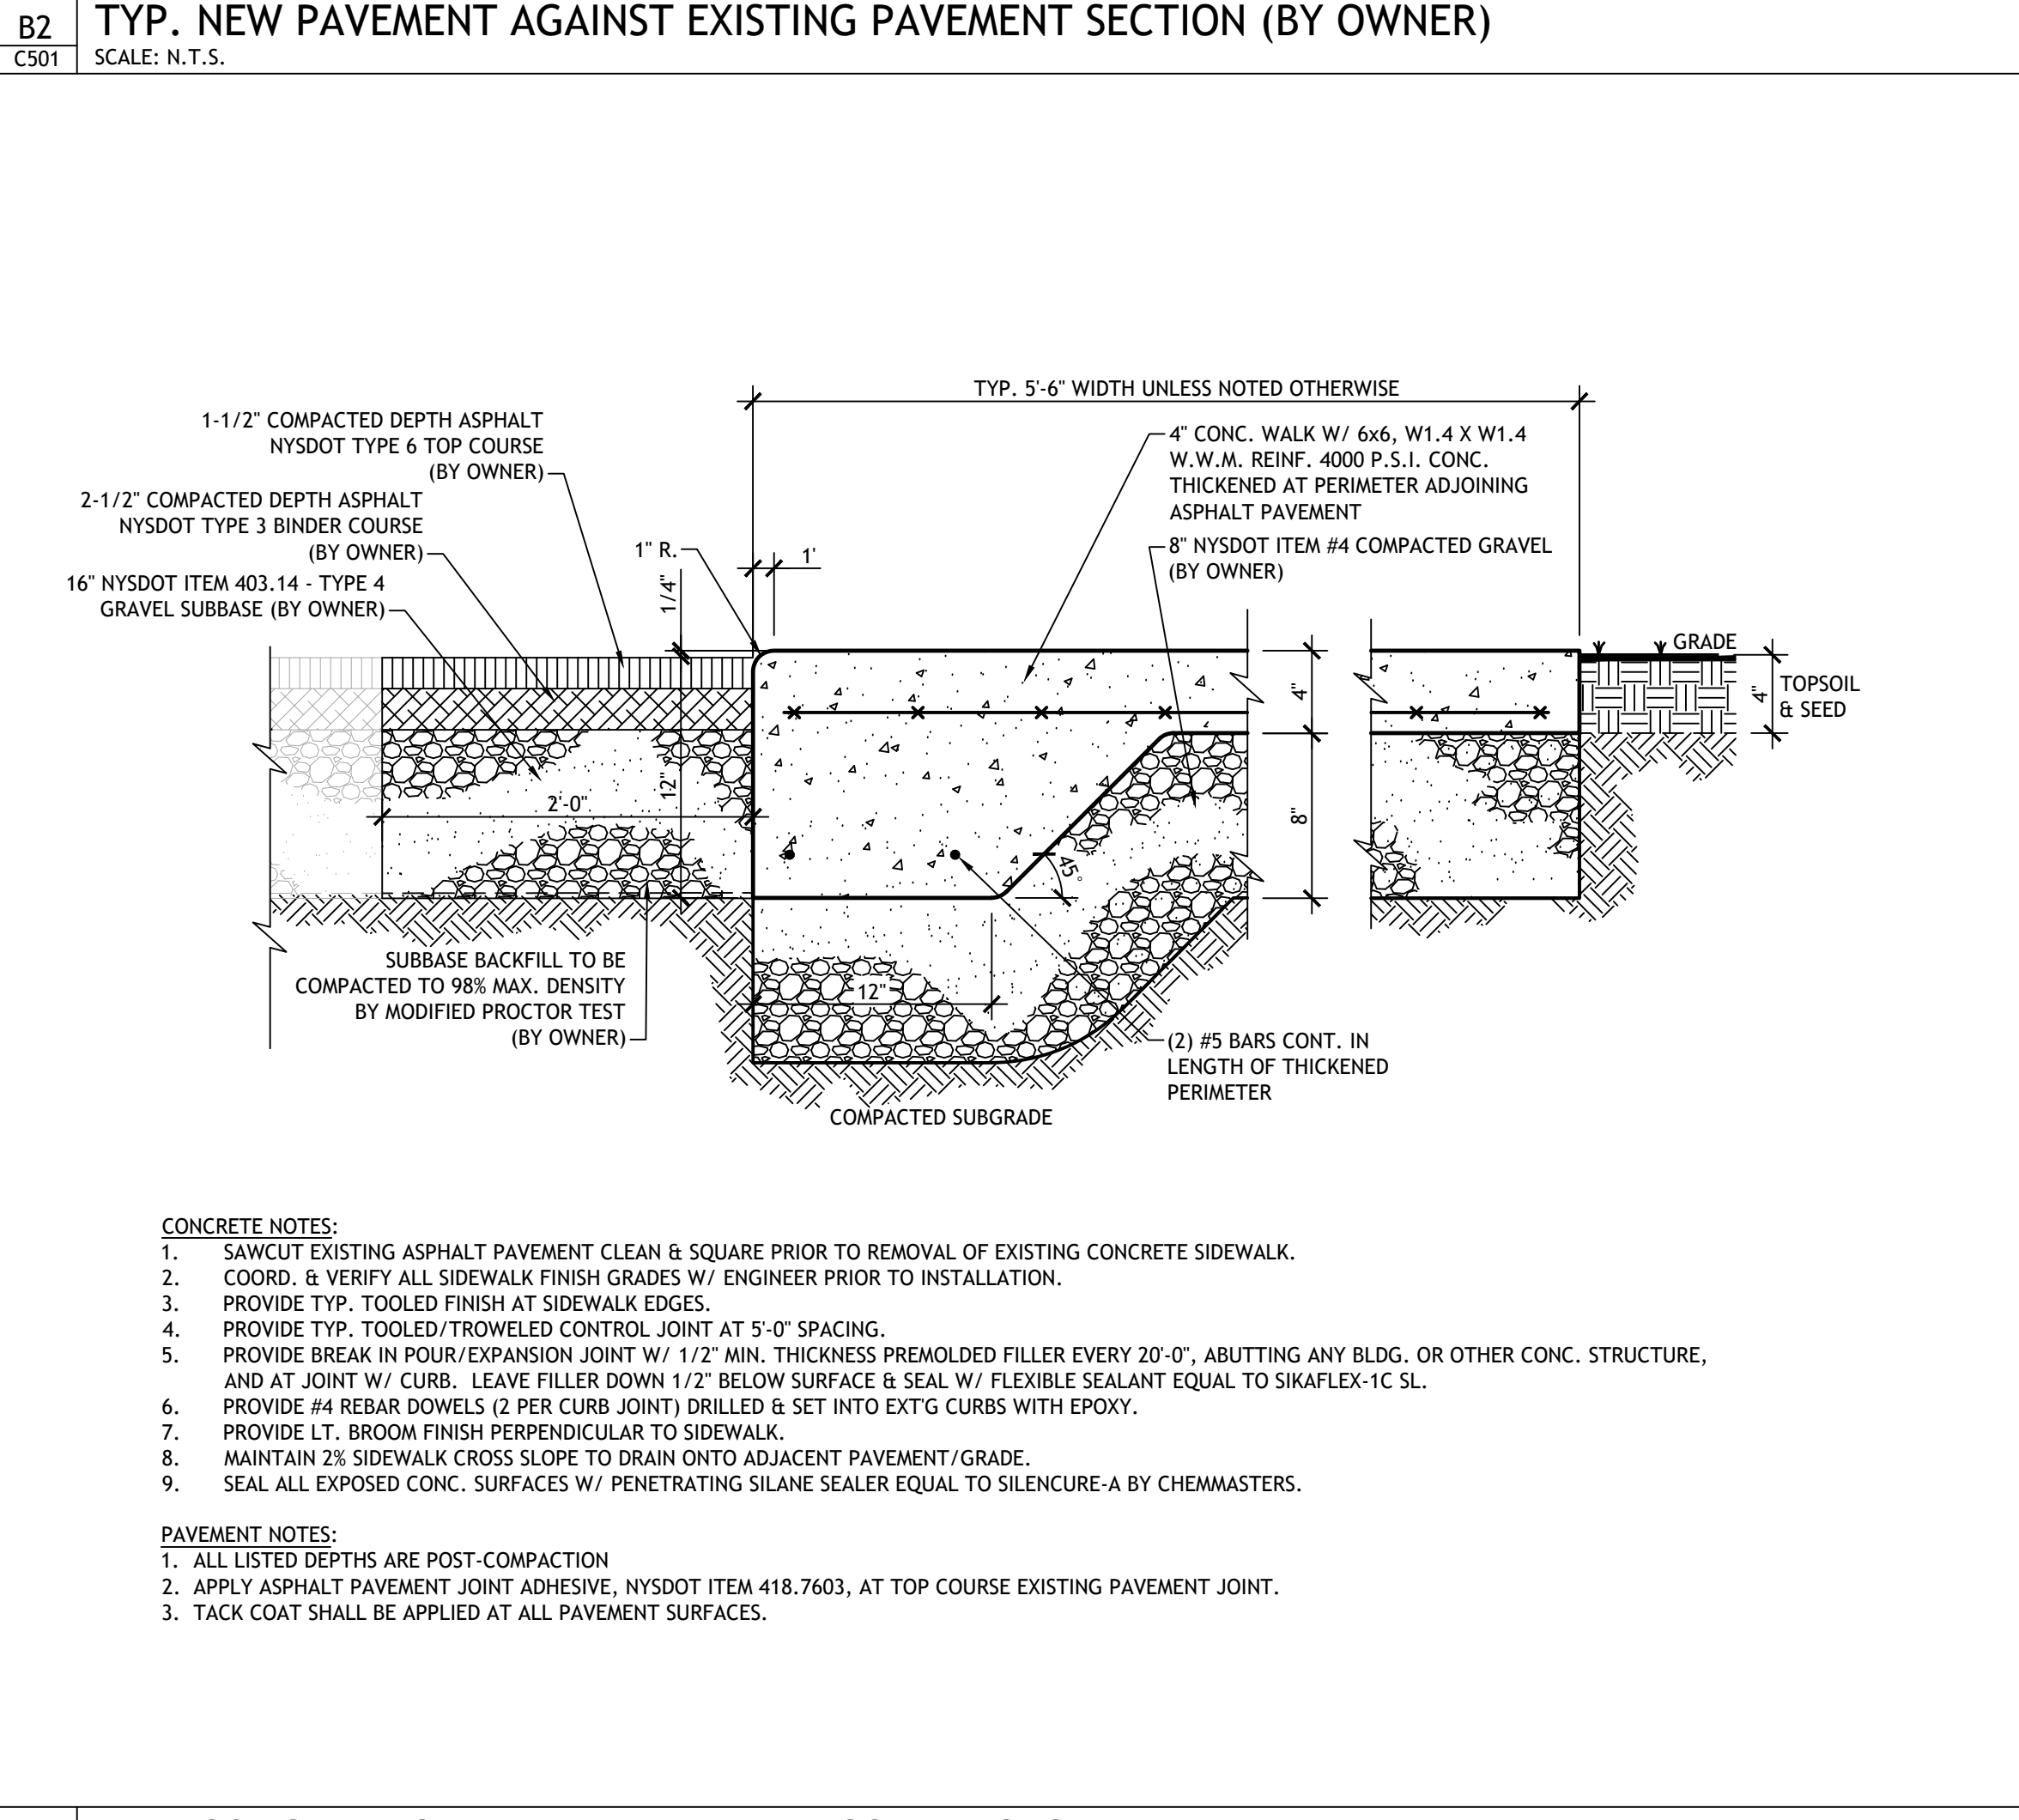 B2
C501
TYP. NEW PAVEMENT AGAINST EXISTING PAVEMENT SECTION (BY OWNER)
SCALE: N.T.S.
TYP. 5'-6" WIDTH UNLESS NOTED OTHERWISE
1-1/2" COMPACTED DEPTH ASPHALT
NYSDOT TYPE 6 TOP COURSE
(BY OWNER)
2-1/2" COMPACTED DEPTH ASPHALT
NYSDOT TYPE 3 BINDER COURSE
(BY OWNER)
16" NYSDOT ITEM 403.14 - TYPE 4
GRAVEL SUBBASE (BY OWNER)
1" R.
1'
1/4"
4" CONC. WALK W/ 6x6, W1.4 X W1.4
W.W.M. REINF. 4000 P.S.I. CONC.
THICKENED AT PERIMETER ADJOINING
ASPHALT PAVEMENT
8" NYSDOT ITEM #4 COMPACTED GRAVEL
(BY OWNER)
GRADE
4"
TOPSOIL
& SEED
4"
8"
12"
2'-0"
45°
12"
SUBBASE BACKFILL TO BE
COMPACTED TO 98% MAX. DENSITY
BY MODIFIED PROCTOR TEST
(BY OWNER)
(2) #5 BARS CONT. IN
LENGTH OF THICKENED
PERIMETER
COMPACTED SUBGRADE
CONCRETE NOTES:
1. SAWCUT EXISTING ASPHALT PAVEMENT CLEAN & SQUARE PRIOR TO REMOVAL OF EXISTING CONCRETE SIDEWALK.
2. COORD. & VERIFY ALL SIDEWALK FINISH GRADES W/ ENGINEER PRIOR TO INSTALLATION.
3. PROVIDE TYP. TOOLED FINISH AT SIDEWALK EDGES.
4. PROVIDE TYP. TOOLED/TROWELED CONTROL JOINT AT 5'-0" SPACING.
5. PROVIDE BREAK IN POUR/EXPANSION JOINT W/ 1/2" MIN. THICKNESS PREMOLDED FILLER EVERY 20'-0", ABUTTING ANY BLDG. OR OTHER CONC. STRUCTURE,
AND AT JOINT W/ CURB. LEAVE FILLER DOWN 1/2" BELOW SURFACE & SEAL W/ FLEXIBLE SEALANT EQUAL TO SIKAFLEX-1C SL.
6. PROVIDE #4 REBAR DOWELS (2 PER CURB JOINT) DRILLED & SET INTO EXT'G CURBS WITH EPOXY.
7. PROVIDE LT. BROOM FINISH PERPENDICULAR TO SIDEWALK.
8. MAINTAIN 2% SIDEWALK CROSS SLOPE TO DRAIN ONTO ADJACENT PAVEMENT/GRADE.
9. SEAL ALL EXPOSED CONC. SURFACES W/ PENETRATING SILANE SEALER EQUAL TO SILENCURE-A BY CHEMMASTERS.
PAVEMENT NOTES:
1. ALL LISTED DEPTHS ARE POST-COMPACTION
2. APPLY ASPHALT PAVEMENT JOINT ADHESIVE, NYSDOT ITEM 418.7603, AT TOP COURSE EXISTING PAVEMENT JOINT.
3. TACK COAT SHALL BE APPLIED AT ALL PAVEMENT SURFACES.